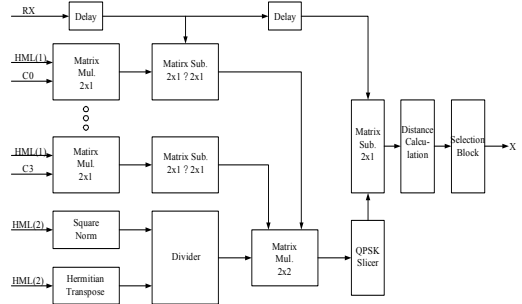 RX
Delay
Delay
HML(1)
C0
Matrix
Mul.
2x1
Matirx Sub.
2x1 ? 2x1
HML(1)
C3
Matirx
Mul.
2x1
Matrix Sub.
2x1 ? 2x1
Matrix
Sub.
2x1
Distance
Calcu-
lation
Selection
Block
X
HML(2)
Square
Norm
HML(2)
Hermitian
Transpose
Divider
Matrix
Mul.
2x2
QPSK
Slicer